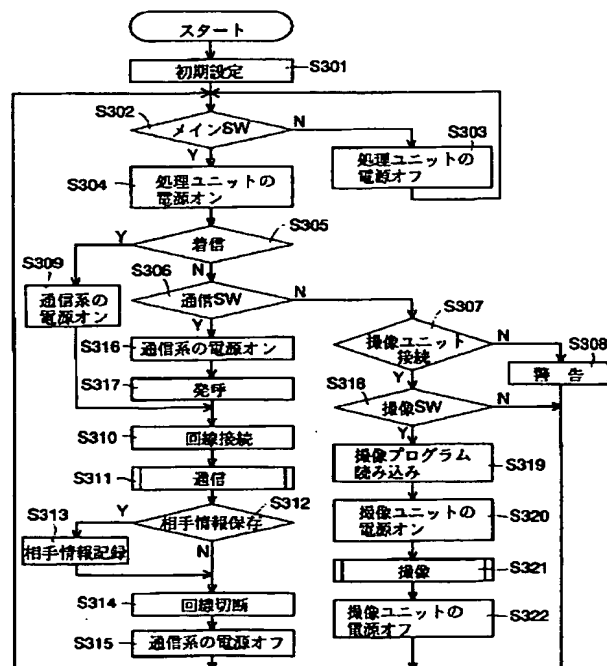 スタート
初期設定
S301
S302
メインSW
N
Y
S303
処理ユニットの
電源オフ
S304
処理ユニットの
電源オン
S305
着信
Y
N
S309
通信系の
電源オン
S306
通信SW
N
Y
S307
撮像ユニット
接続
N
Y
S308
警告
S316
通信系の電源オン
S317
発呼
S318
撮像SW
N
Y
S310
回線接続
S311
通信
S319
撮像プログラム
読み込み
S312
相手情報保存
Y
N
S313
相手情報記録
S320
撮像ユニットの
電源オン
S321
撮像
S314
回線切断
S322
撮像ユニットの
電源オフ
S315
通信系の電源オフ